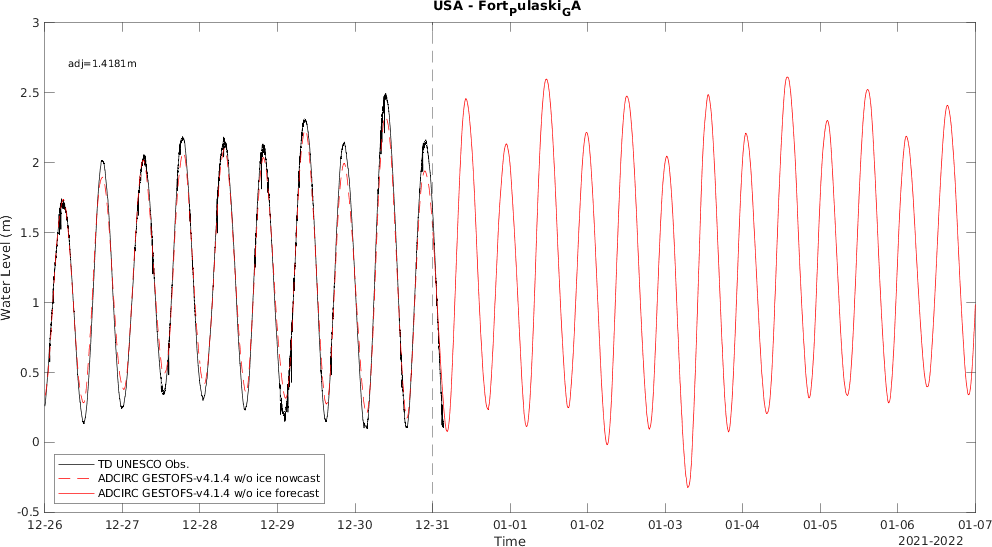 USA - Fort_Pulaski_GA
3
adj=1.4181m
2.5
2
1.5
Water Level (m)
1
0.5
0
TD UNESCO Obs.
ADCIRC GESTOFS-v4.1.4 w/o ice nowcast
ADCIRC GESTOFS-v4.1.4 w/o ice forecast
-0.5
12-26 12-27 12-28 12-29 12-30 12-31 01-01 01-02 01-03 01-04 01-05 01-06 01-07
Time
2021-2022